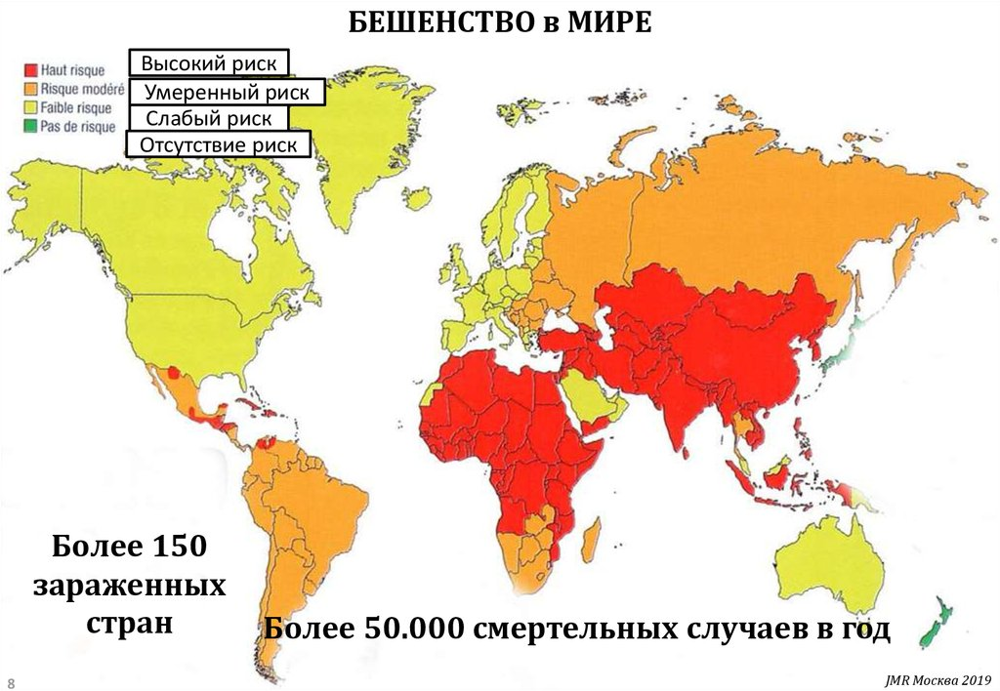 БЕШЕНСТВО в МИРЕ
Haut risque
Высокий риск
Risque modéré
Умеренный риск
Faible risque
Слабый риск
Pas de risque
Отсутствие риск
Более 150
зараженных
стран
Более 50.000 смертельных случаев в год
8
JMR Москва 2019